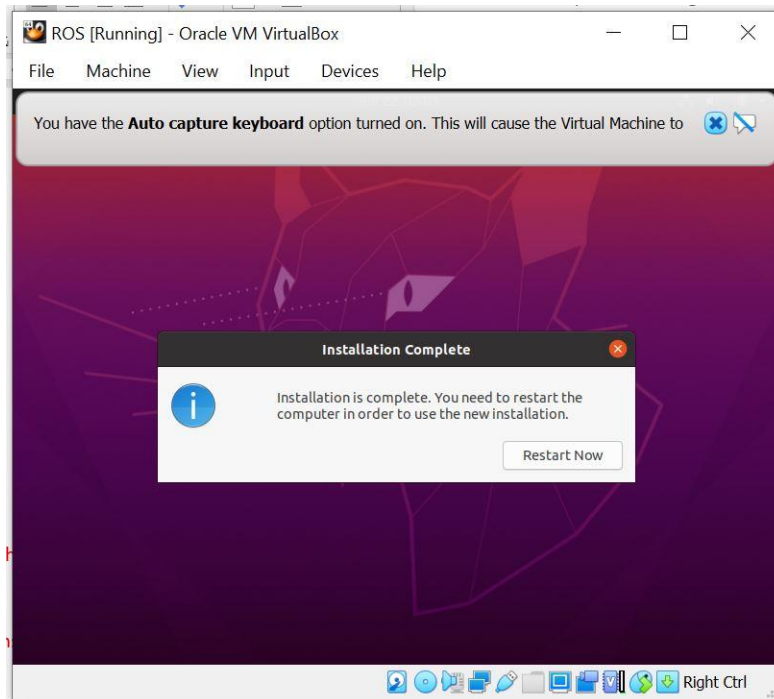 ROS [Running] - Oracle VM VirtualBox
File Machine View Input Devices Help
You have the Auto capture keyboard option turned on. This will cause the Virtual Machine to
Installation Complete
Installation is complete. You need to restart the
computer in order to use the new installation.
Restart Now
Right Ctrl